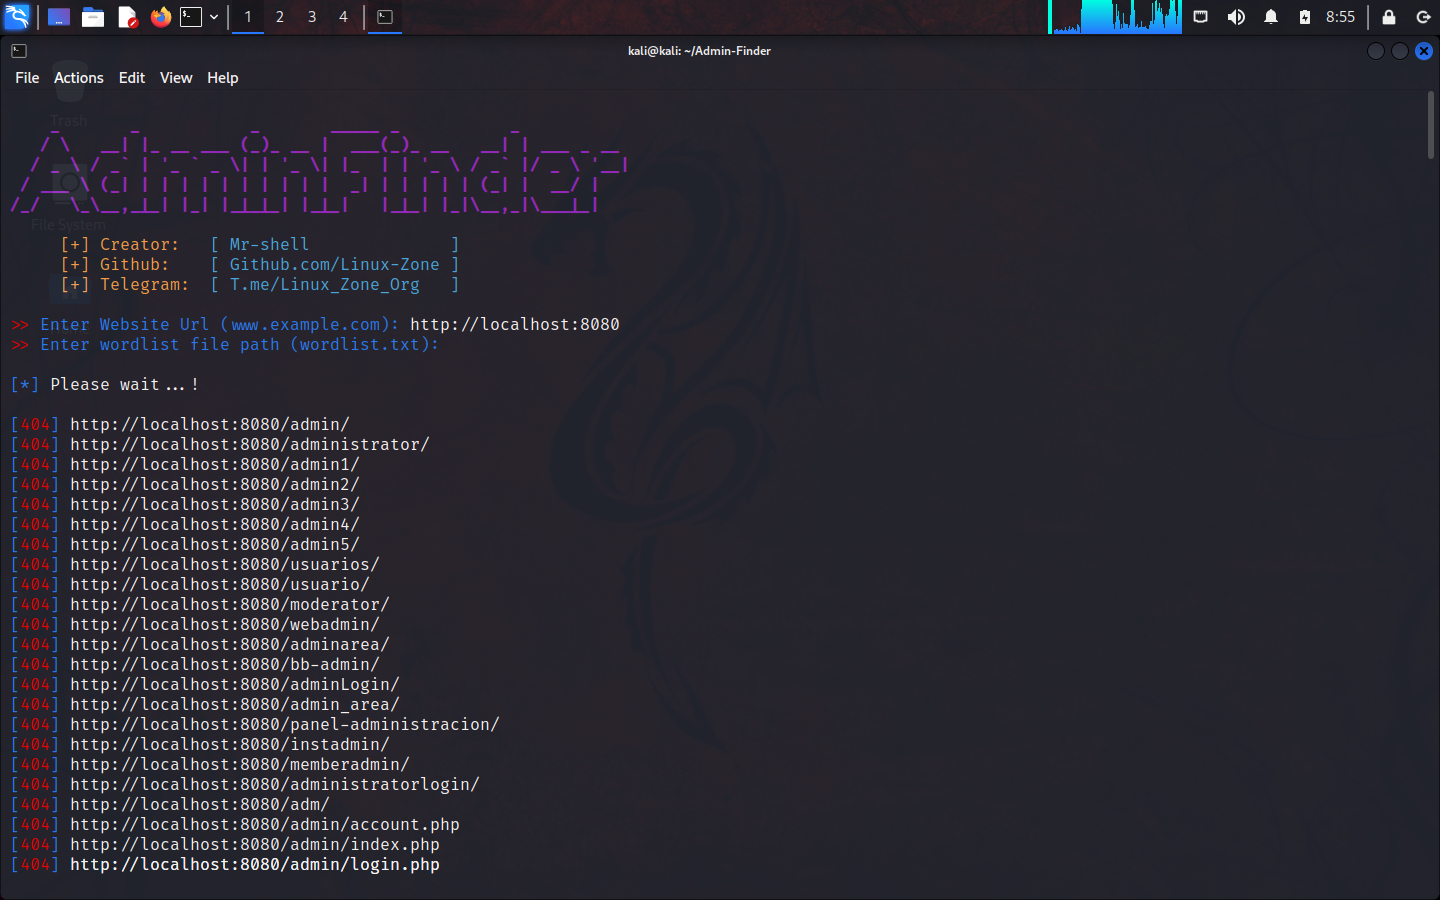 1 2 3 4 8:55
kali@kali: ~/Admin-Finder
File Actions Edit View Help
Trash
AdminFinder
File System
[+] Creator: [ Mr-shell ]
[+] Github: [ Github.com/Linux-Zone ]
[+] Telegram: [ T.me/Linux_Zone_Org ]
>> Enter Website Url (www.example.com): http://localhost:8080
>> Enter wordlist file path (wordlist.txt):
[*] Please wait...!
[404] http://localhost:8080/admin/
[404] http://localhost:8080/administrator/
[404] http://localhost:8080/admin1/
[404] http://localhost:8080/admin2/
[404] http://localhost:8080/admin3/
[404] http://localhost:8080/admin4/
[404] http://localhost:8080/admin5/
[404] http://localhost:8080/usuarios/
[404] http://localhost:8080/usuario/
[404] http://localhost:8080/moderator/
[404] http://localhost:8080/webadmin/
[404] http://localhost:8080/adminarea/
[404] http://localhost:8080/bb-admin/
[404] http://localhost:8080/adminLogin/
[404] http://localhost:8080/admin_area/
[404] http://localhost:8080/panel-administracion/
[404] http://localhost:8080/instadmin/
[404] http://localhost:8080/memberadmin/
[404] http://localhost:8080/administratorlogin/
[404] http://localhost:8080/adm/
[404] http://localhost:8080/admin/account.php
[404] http://localhost:8080/admin/index.php
[404] http://localhost:8080/admin/login.php